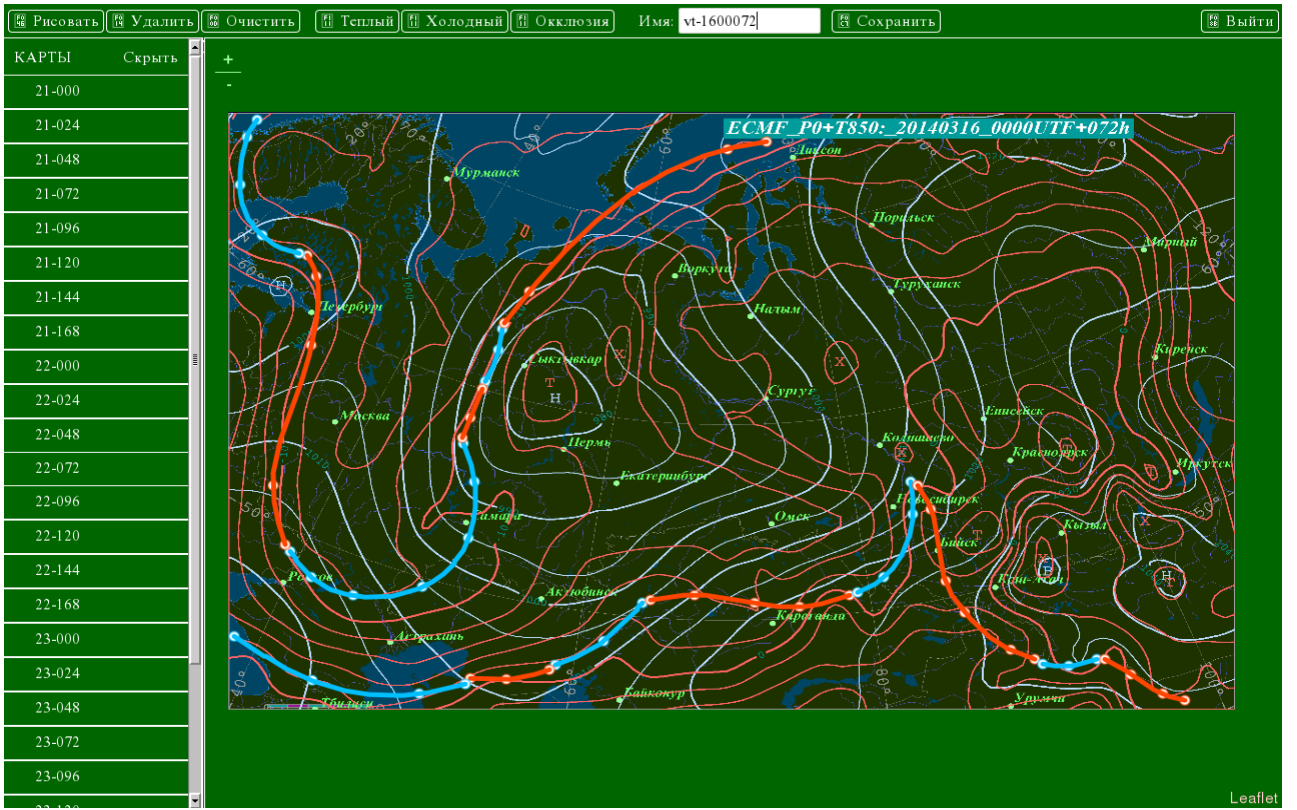 Рисовать Удалить Очистить Теплый Холодный Окклюзия Имя: vt-1600072 Сохранить Выйти
КАРТЫ Скрыть
21-000
21-024
21-048
21-072
21-096
21-120
21-144
21-168
22-000
22-024
22-048
22-072
22-096
22-120
22-144
22-168
23-000
23-024
23-048
23-072
23-096
23-120
+
-
ECMF_P0+T850:_20140316_0000UTF+072h
Диксон
Мурманск
Норильск
Мирный
Воркута
Туруханск
Петербург
Надым
Киренск
Сыктывкар
Сургут
Енисейск
Москва
Колпашево
Пермь
Красноярск
Иркутск
Екатеринбург
Новосибирск
Самара
Омск
Кызыл
Бийск
Ростов
Кош-Агач
Актюбинск
Караганда
Астрахань
Байконур
Урумчи
Тбилиси
Leaflet